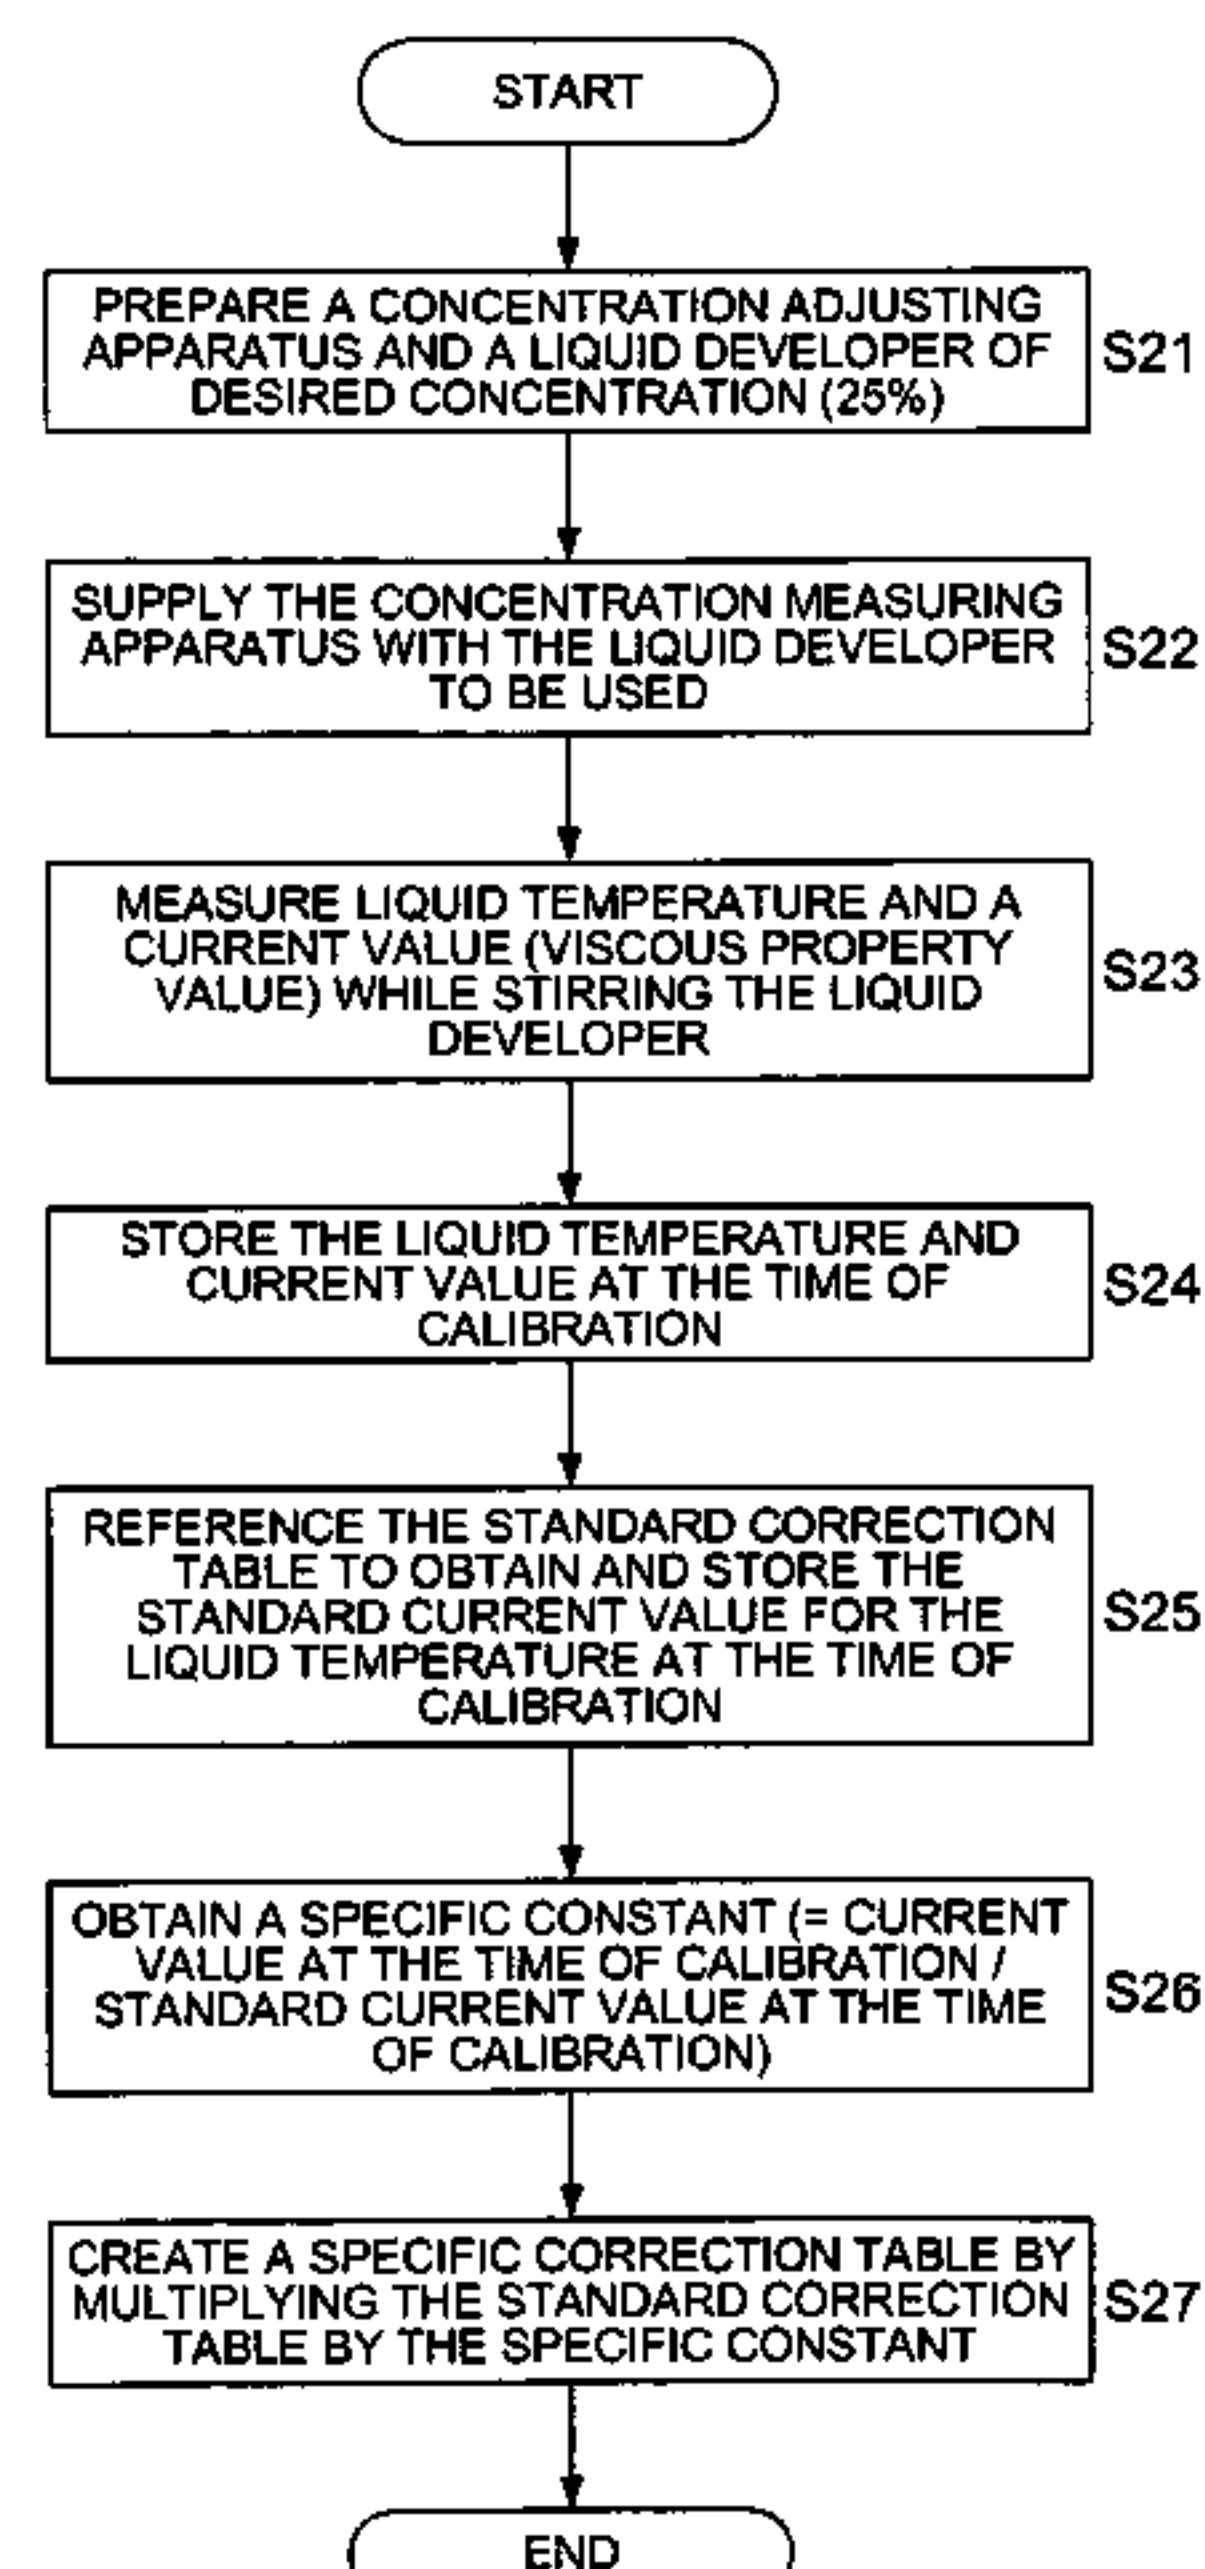 START
PREPARE A CONCENTRATION ADJUSTING
APPARATUS AND A LIQUID DEVELOPER OF
DESIRED CONCENTRATION (25%)
S21
SUPPLY THE CONCENTRATION MEASURING
APPARATUS WITH THE LIQUID DEVELOPER
TO BE USED
S22
MEASURE LIQUID TEMPERATURE AND A
CURRENT VALUE (VISCOUS PROPERTY
VALUE) WHILE STIRRING THE LIQUID
DEVELOPER
S23
STORE THE LIQUID TEMPERATURE AND
CURRENT VALUE AT THE TIME OF
CALIBRATION
S24
REFERENCE THE STANDARD CORRECTION
TABLE TO OBTAIN AND STORE THE
STANDARD CURRENT VALUE FOR THE
LIQUID TEMPERATURE AT THE TIME OF
CALIBRATION
S25
OBTAIN A SPECIFIC CONSTANT (= CURRENT
VALUE AT THE TIME OF CALIBRATION /
STANDARD CURRENT VALUE AT THE TIME
OF CALIBRATION)
S26
CREATE A SPECIFIC CORRECTION TABLE BY
MULTIPLYING THE STANDARD CORRECTION
TABLE BY THE SPECIFIC CONSTANT
S27
END